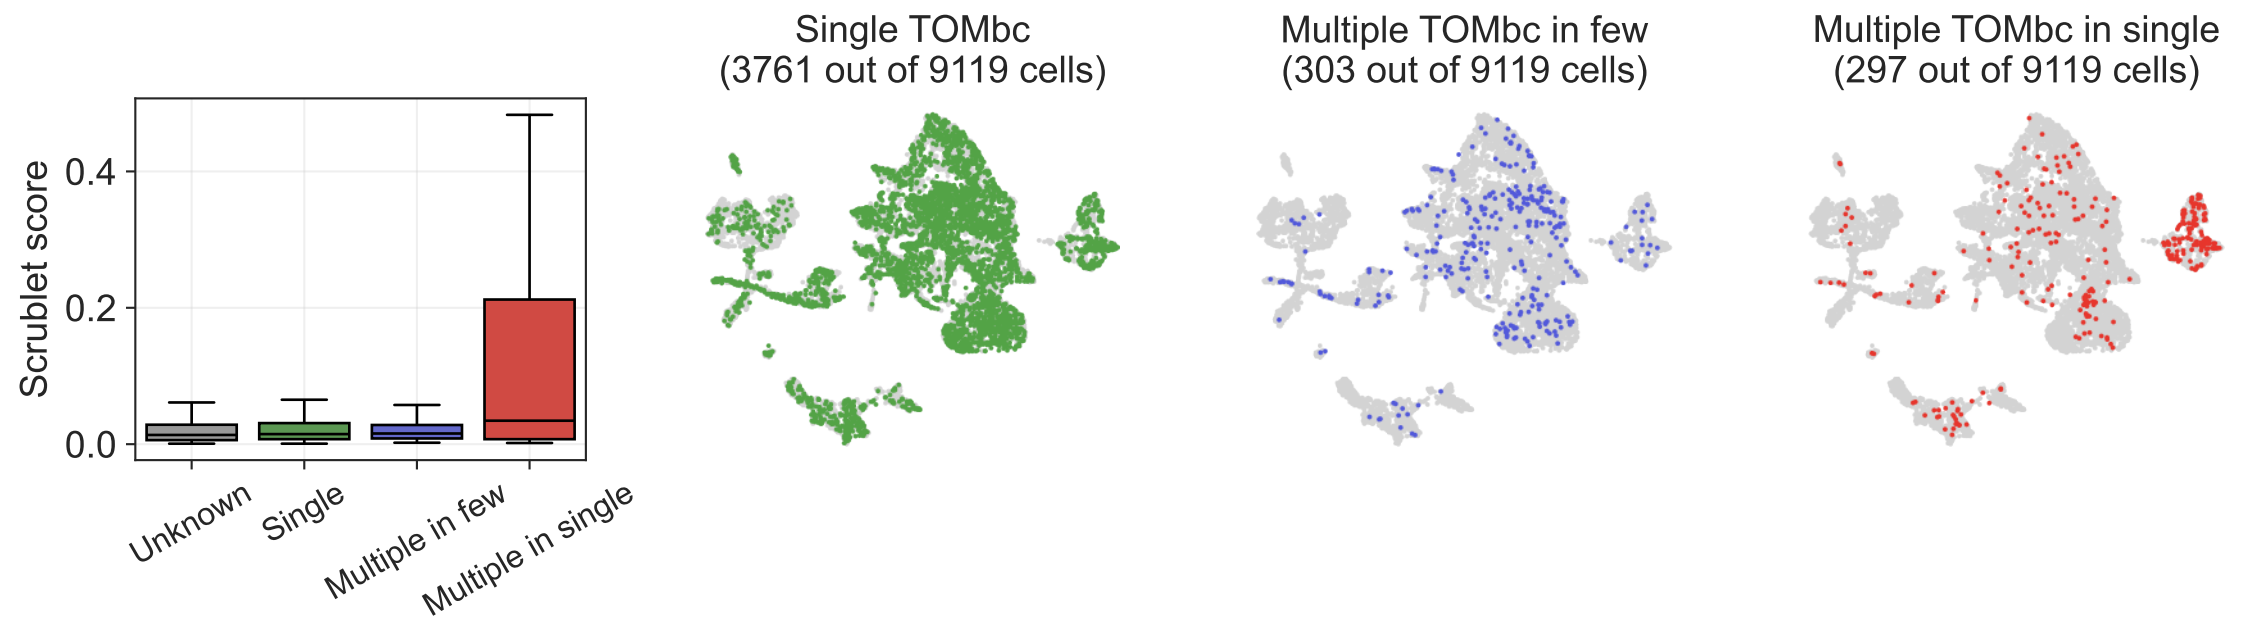 Scrublet score
0.4
0.2
0.0
Unknown
Single
Multiple in few
Multiple in single
Single TOMbc
(3761 out of 9119 cells)
Multiple TOMbc in few
(303 out of 9119 cells)
Multiple TOMbc in single
(297 out of 9119 cells)